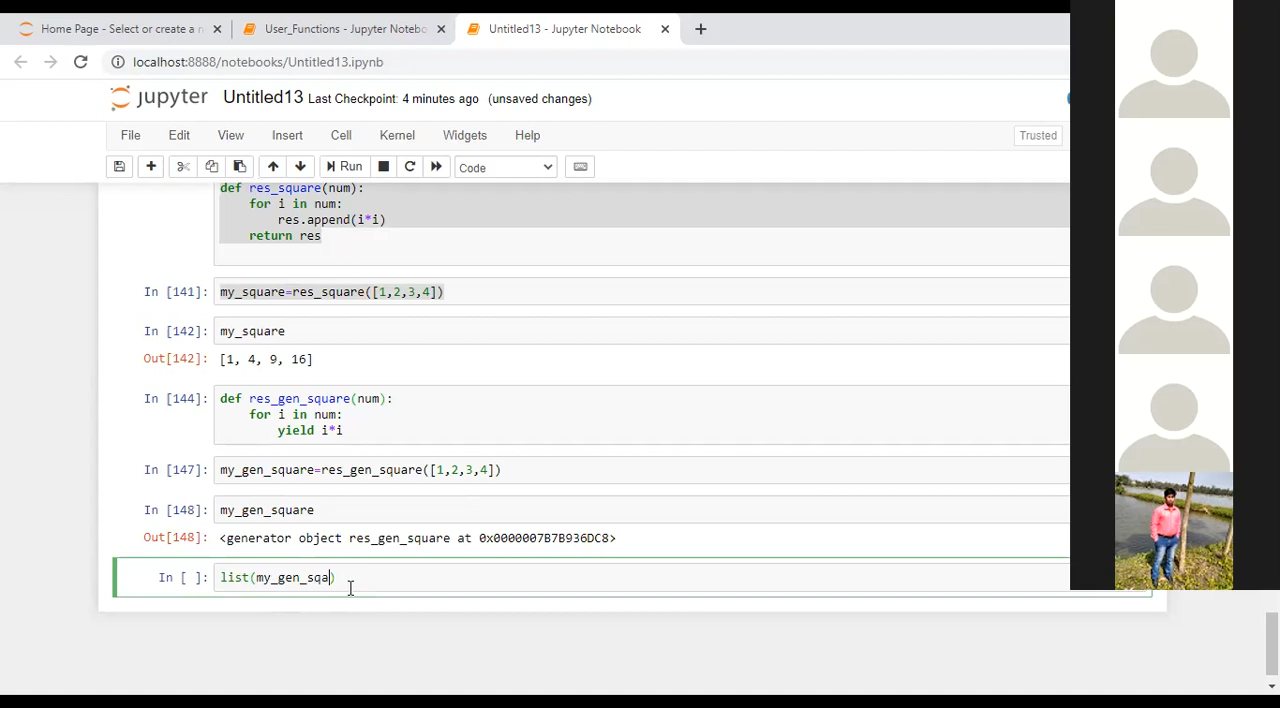 Home Page - Select or create a n
User_Functions - Jupyter Notebo
Untitled13 - Jupyter Notebook
localhost:8888/notebooks/Untitled13.ipynb
jupyter Untitled13 Last Checkpoint: 4 minutes ago (unsaved changes)
File Edit View Insert Cell Kernel Widgets Help Trusted
Run Code
def res_square(num):
for i in num:
res.append(i*i)
return res
In [141]: my_square=res_square([1,2,3,4])
In [142]: my_square
Out[142]: [1, 4, 9, 16]
In [144]: def res_gen_square(num):
for i in num:
yield i*i
In [147]: my_gen_square=res_gen_square([1,2,3,4])
In [148]: my_gen_square
Out[148]: <generator object res_gen_square at 0x0000007B7B936DC8>
In [ ]: list(my_gen_sqa)